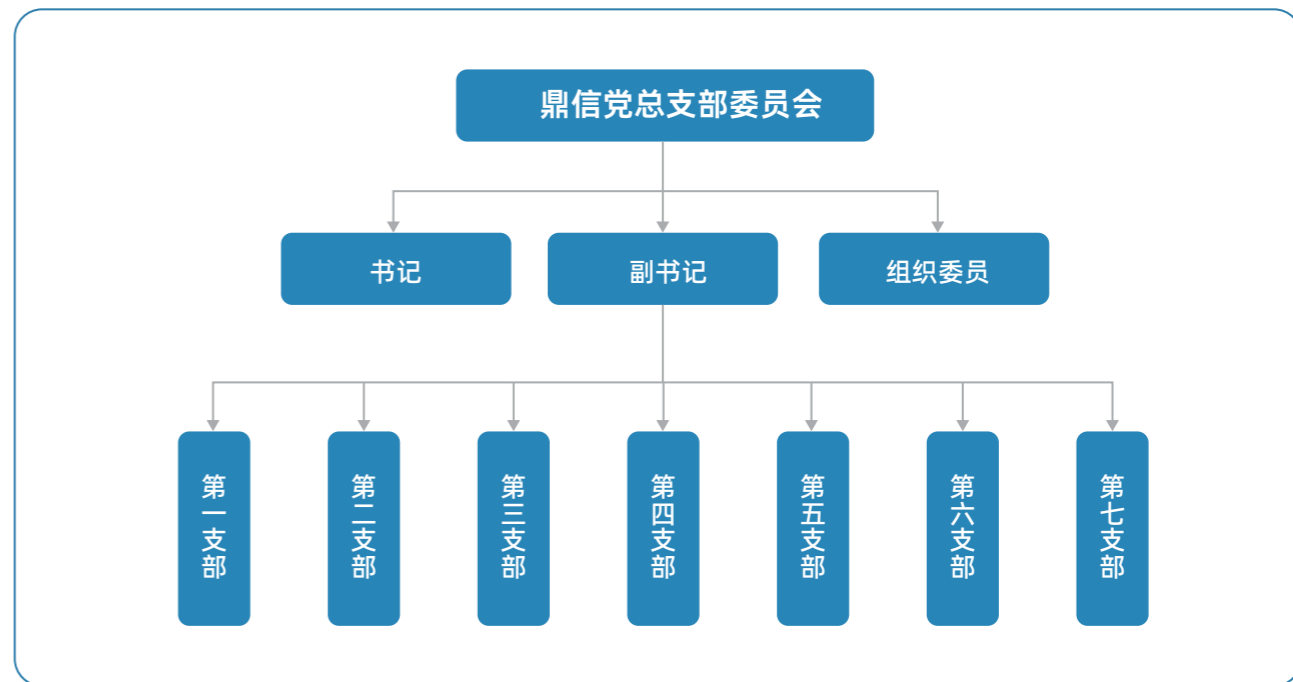 鼎信党总支部委员会
书记
副书记
组织委员
第一支部
第二支部
第三支部
第四支部
第五支部
第六支部
第七支部